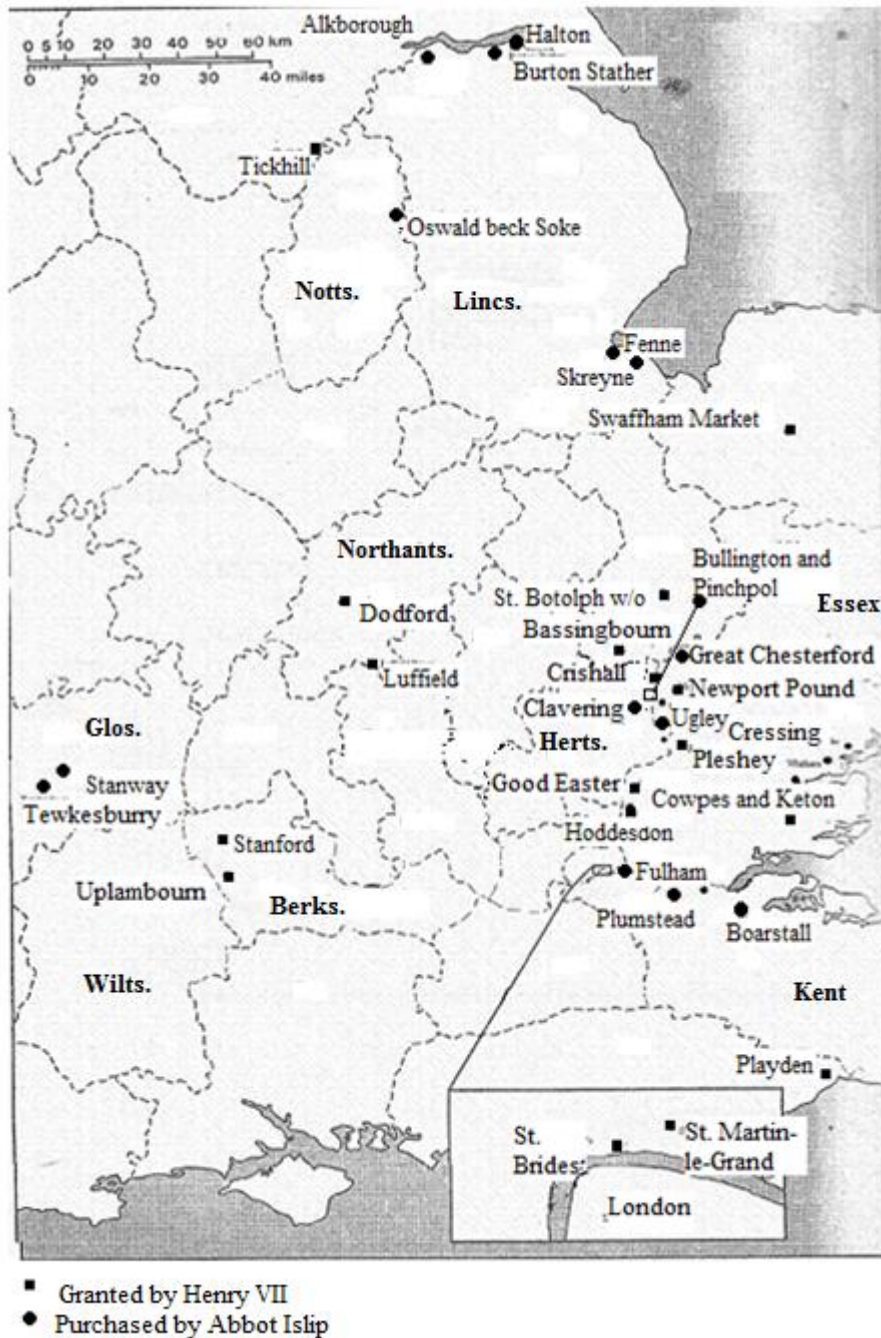 Alkborough
Halton
Burton Stather
0 5 10 20 40 60 km
0 10 20 30 40 miles
Tickhill
Oswald beck Soke
Notts.
Lincs.
Fenne
Skreyne
Swaffham Market
Northants.
Bullington and
Pinchpol
Essex
Dodford
St. Botolph w/o
Bassingbourn
Great Chesterford
Luffield
Crishall
Newport Pound
Clavering
Ugley
Glos.
Herts.
Cressing
Pleshey
Stanway
Good Easter
Tewkesburry
Cowpes and Keton
Hoddesdon
Stanford
Fulham
Uplambourn
Berks.
Plumstead
Boarstall
Wilts.
Kent
Playden
St.
Brides
St. Martin-
le-Grand
London
Granted by Henry VII
Purchased by Abbot Islip